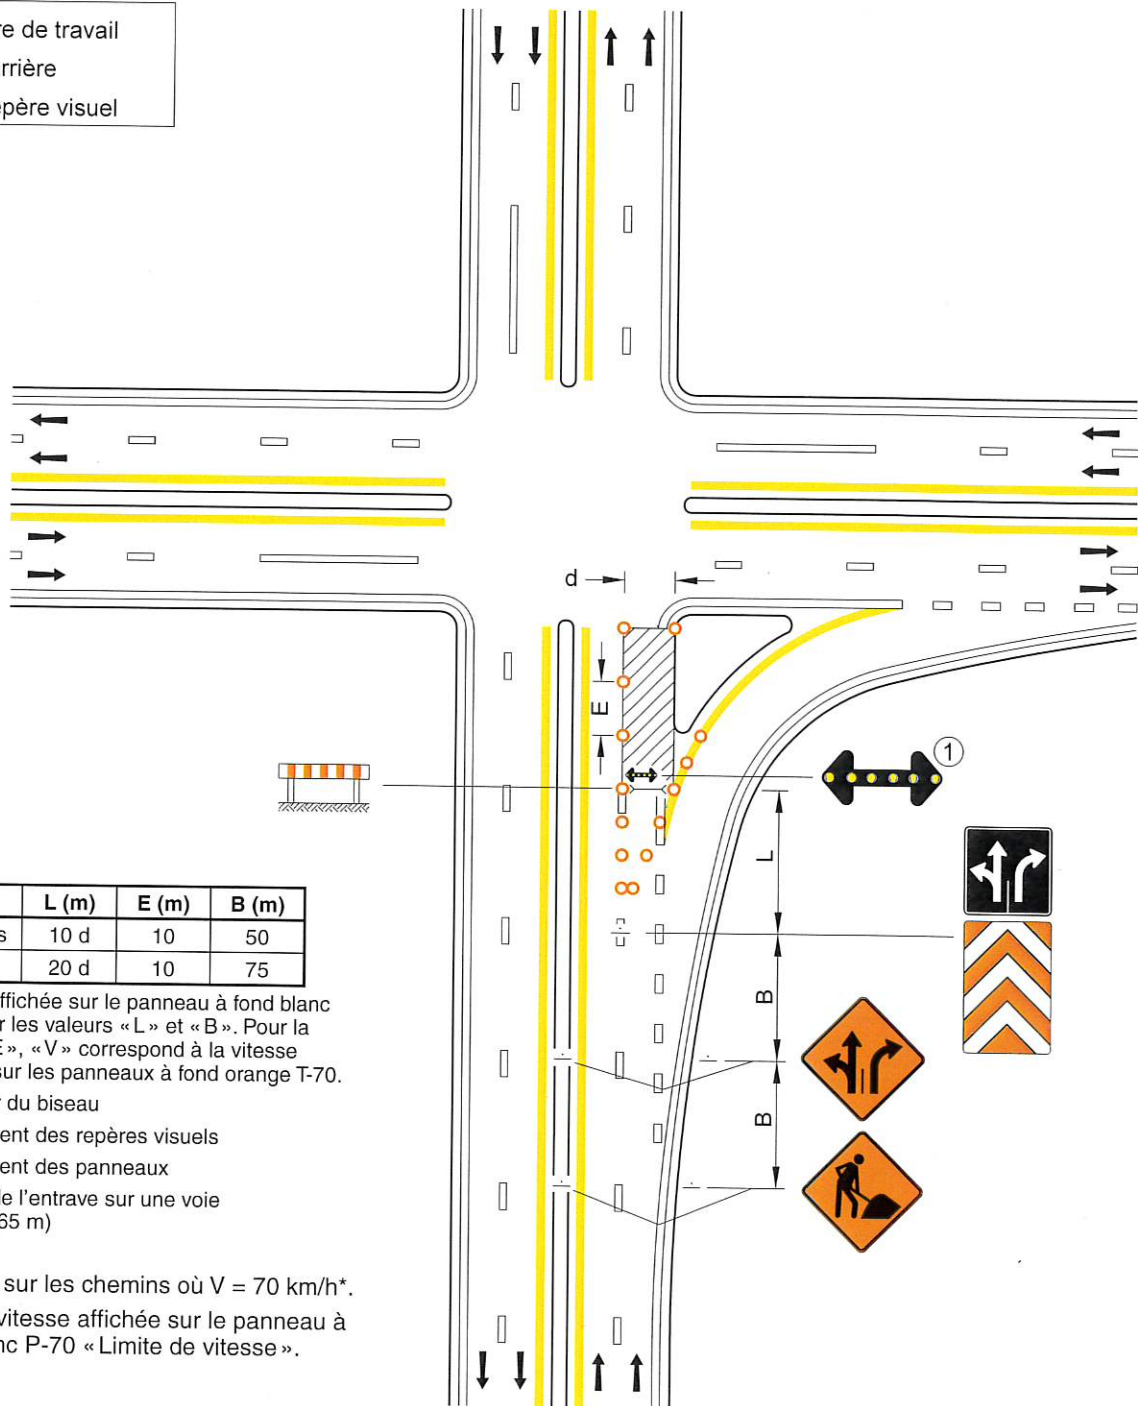 re de travail
rrière
epère visuel
d
E
1
L
B
B
L (m) E (m) B (m)
s 10 d 10 50
20 d 10 75
ffichée sur le panneau à fond blanc
r les valeurs « L » et « B ». Pour la
E », « V » correspond à la vitesse
sur les panneaux à fond orange T-70.
r du biseau
ent des repères visuels
ent des panneaux
de l'entrave sur une voie
65 m)
sur les chemins où V = 70 km/h*.
vitesse affichée sur le panneau à
nc P-70 « Limite de vitesse ».